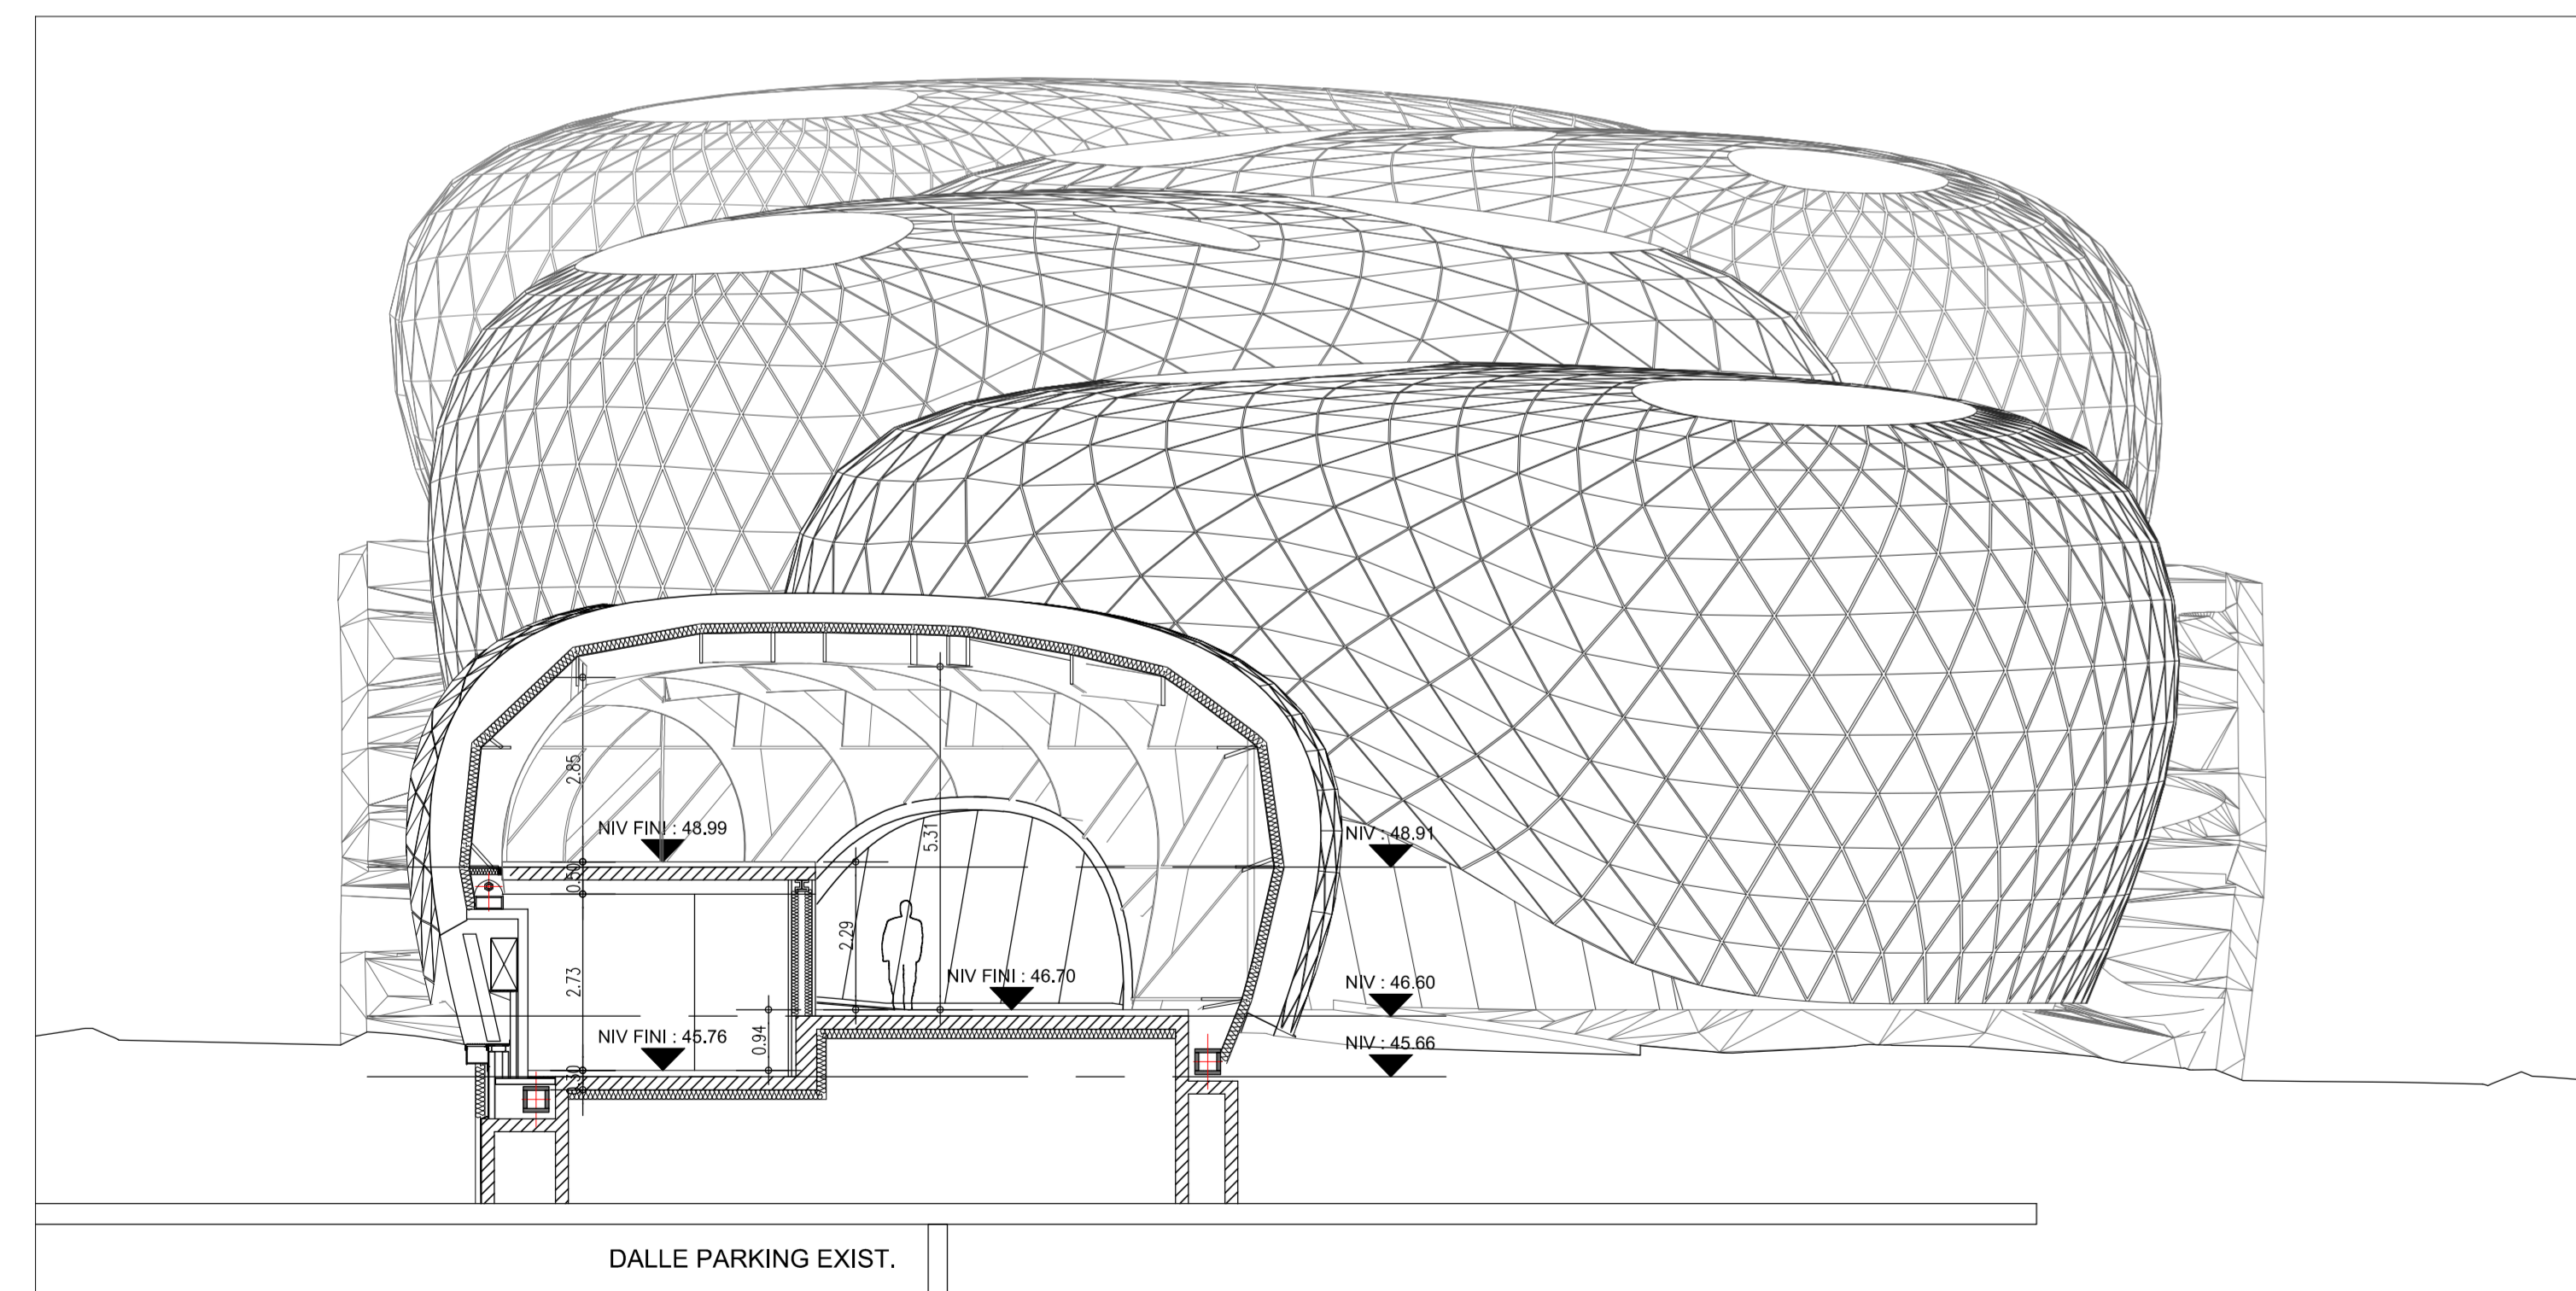 2.85
NIV FINI : 48.99
5.31
NIV : 48.91
0.50
2.29
2.73
NIV FINI : 46.70
NIV : 46.60
NIV FINI : 45.76
0.94
NIV : 45.66
DALLE PARKING EXIST.